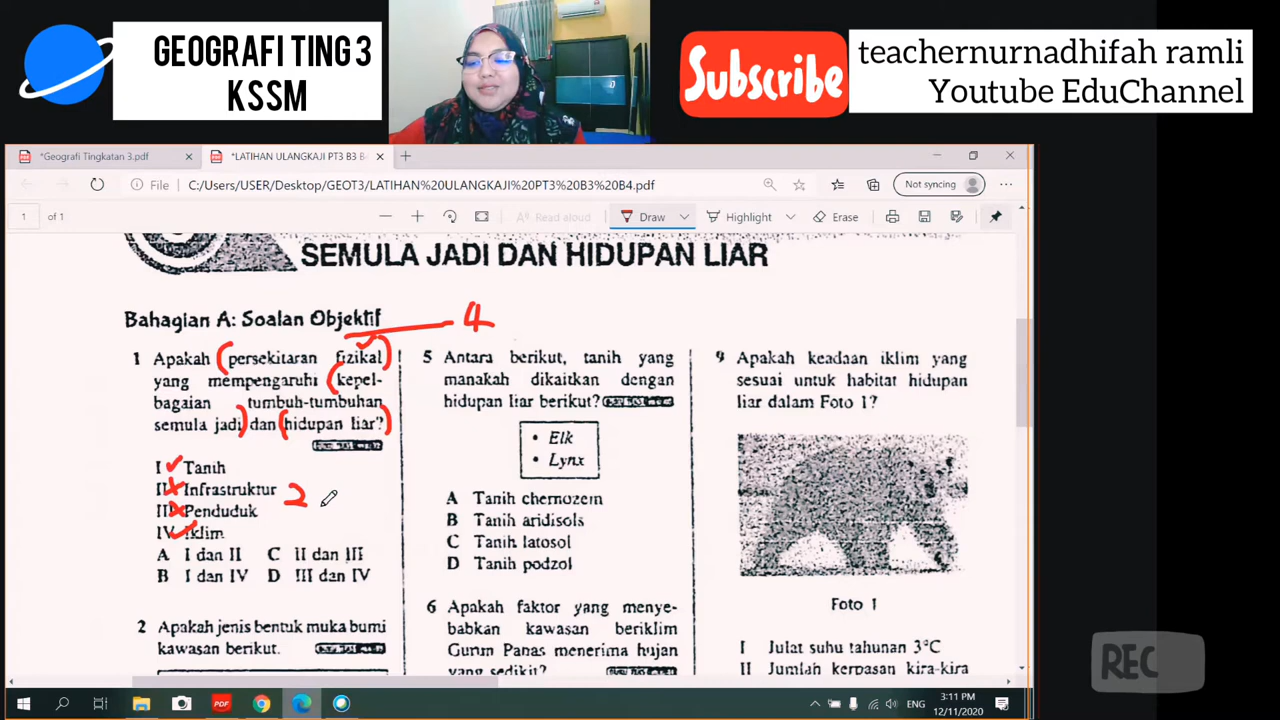 GEOGRAFI TING 3
KSSM
Subscribe
teachernurnadhifah ramli
Youtube EduChannel
*Geografi Tingkatan 3.pdf
*LATIHAN ULANGKAJI PT3 B3 B
File
C:/Users/USER/Desktop/GEOT3/LATIHAN%20ULANGKAJI%20PT3%20B3%20B4.pdf
Not syncing
1
of 1
Read aloud
Draw
Highlight
Erase
SEMULA JADI DAN HIDUPAN LIAR
Bahagian A: Soalan Objektif
4
1 Apakah (persekitaran fizikal)
yang mempengaruhi (kepel-
bagaian tumbuh-tumbuhan
semula jadi) dan (hidupan liar?)
I Tanih
II Infrastruktur
2
III Penduduk
IV Iklim
A I dan II C II dan III
B I dan IV D III dan IV
2 Apakah jenis bentuk muka bumi
kawasan berikut.
5 Antara berikut, tanih yang
manakah dikaitkan dengan
hidupan liar berikut?
• Elk
• Lynx
A Tanih chernozem
B Tanih aridisols
C Tanih latosol
D Tanih podzol
6 Apakah faktor yang menye-
babkan kawasan beriklim
Gurun Panas menerima hujan
yang sedikit?
9 Apakah keadaan iklim yang
sesuai untuk habitat hidupan
liar dalam Foto 1?
Foto 1
I Julat suhu tahunan 3°C
II Jumlah kerpasan kira-kira
REC
PDF
ENG
3:11 PM
12/11/2020